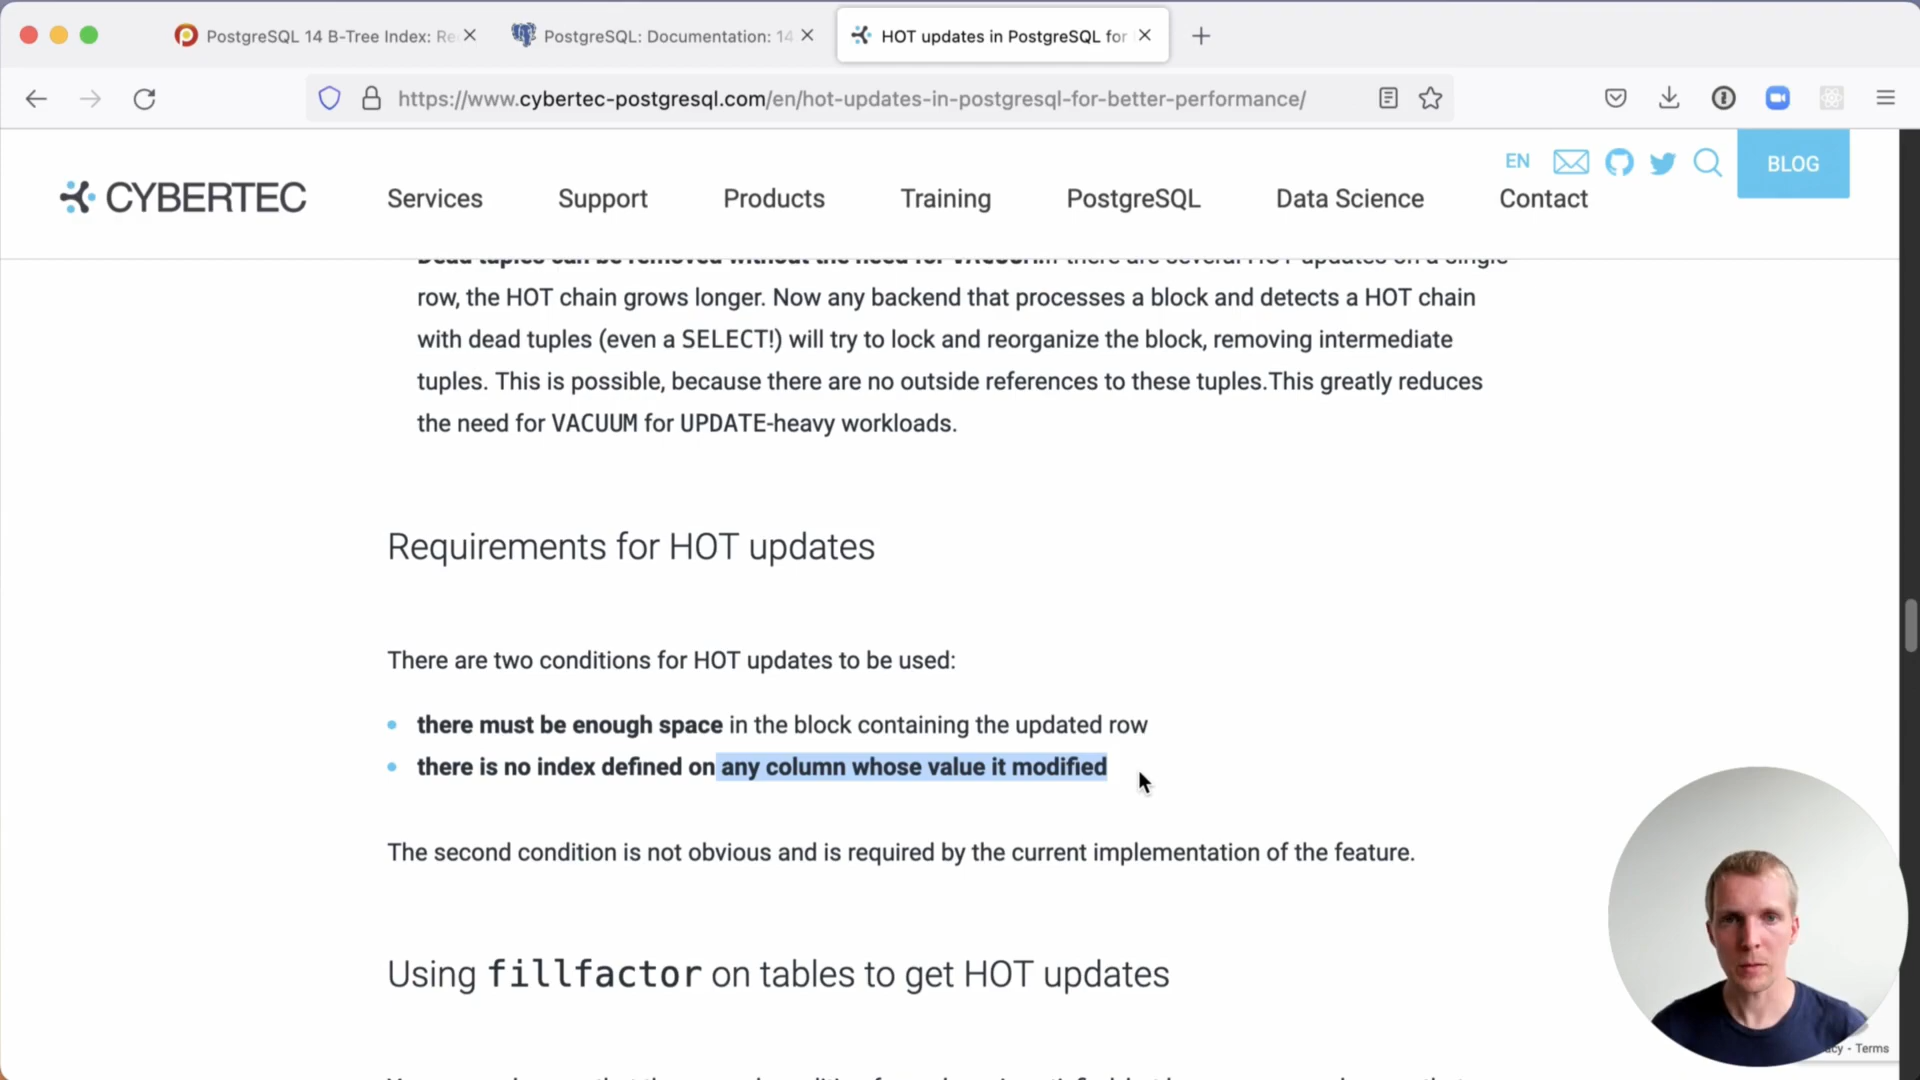 PostgreSQL 14 B-Tree Index: Re
PostgreSQL: Documentation: 14
HOT updates in PostgreSQL for
https://www.cybertec-postgresql.com/en/hot-updates-in-postgresql-for-better-performance/
EN
BLOG
CYBERTEC
Services
Support
Products
Training
PostgreSQL
Data Science
Contact
row, the HOT chain grows longer. Now any backend that processes a block and detects a HOT chain
with dead tuples (even a SELECT!) will try to lock and reorganize the block, removing intermediate
tuples. This is possible, because there are no outside references to these tuples.This greatly reduces
the need for VACUUM for UPDATE-heavy workloads.
Requirements for HOT updates
There are two conditions for HOT updates to be used:
there must be enough space in the block containing the updated row
there is no index defined on any column whose value it modified
The second condition is not obvious and is required by the current implementation of the feature.
Using fillfactor on tables to get HOT updates
- Terms